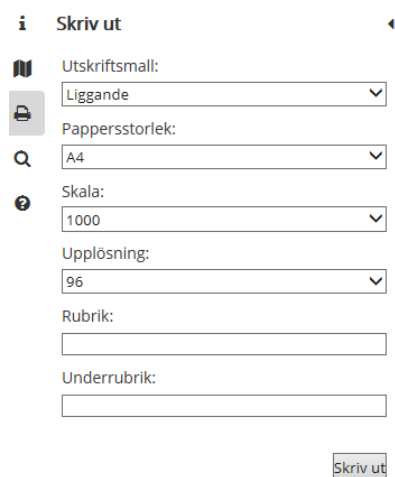 Skriv ut
Utskriftsmall:
Liggande
Pappersstorlek:
A4
Skala:
1000
Upplösning:
96
Rubrik:
Underrubrik:
Skriv ut